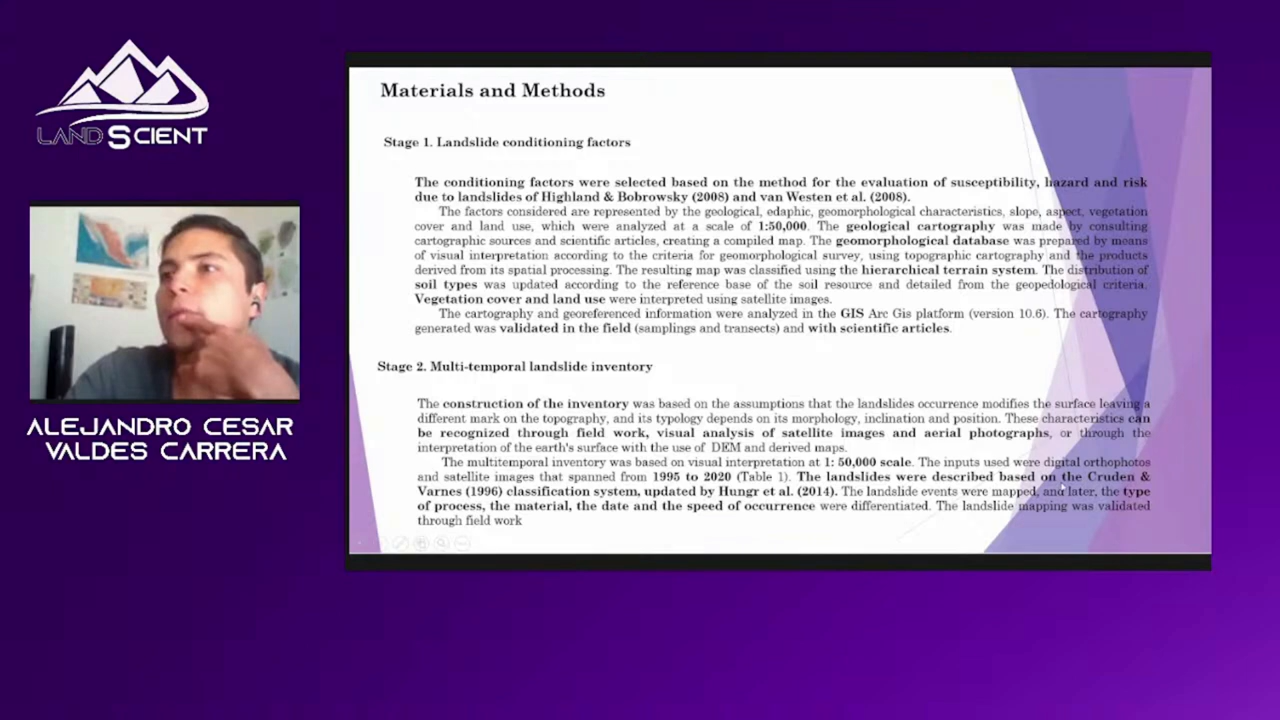 LANDSCIENT
ALEJANDRO CESAR
VALDES CARRERA
Materials and Methods
Stage 1. Landslide conditioning factors
The conditioning factors were selected based on the method for the evaluation of susceptibility, hazard and risk
due to landslides of Highland & Bobrowsky (2008) and van Westen et al. (2008).
The factors considered are represented by the geological, edaphic, geomorphological characteristics, slope, aspect, vegetation
cover and land use, which were analyzed at a scale of 1:50,000. The geological cartography was made by consulting
cartographic sources and scientific articles, creating a compiled map. The geomorphological database was prepared by means
of visual interpretation according to the criteria for geomorphological survey, using topographic cartography and the products
derived from its spatial processing. The resulting map was classified using the hierarchical terrain system. The distribution of
soil types was updated according to the reference base of the soil resource and detailed from the geopedological criteria.
Vegetation cover and land use were interpreted using satellite images.
The cartography and georeferenced information were analyzed in the GIS Arc Gis platform (version 10.6). The cartography
generated was validated in the field (samplings and transects) and with scientific articles.
Stage 2. Multi-temporal landslide inventory
The construction of the inventory was based on the assumptions that the landslides occurrence modifies the surface leaving a
different mark on the topography, and its typology depends on its morphology, inclination and position. These characteristics can
be recognized through field work, visual analysis of satellite images and aerial photographs, or through the
interpretation of the earth's surface with the use of DEM and derived maps.
The multitemporal inventory was based on visual interpretation at 1: 50,000 scale. The inputs used were digital orthophotos
and satellite images that spanned from 1995 to 2020 (Table 1). The landslides were described based on the Cruden &
Varnes (1996) classification system, updated by Hungr et al. (2014). The landslide events were mapped, and later, the type
of process, the material, the date and the speed of occurrence were differentiated. The landslide mapping was validated
through field work